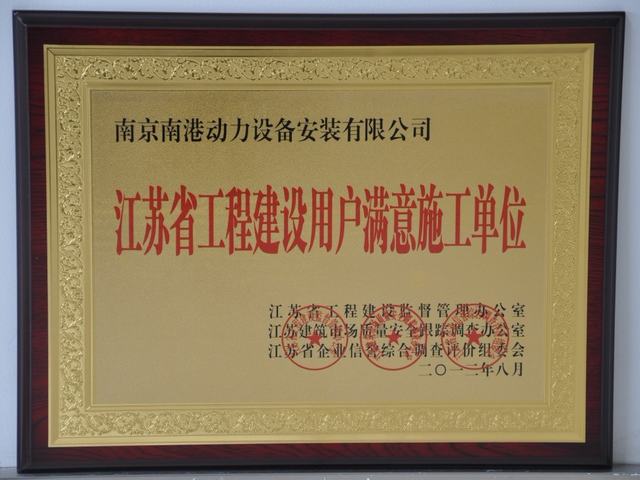 南京南港动力设备安装有限公司
江苏省工程建设用户满意施工单位
江苏省工程建设监督管理办公室
江苏建筑市场质量安全跟踪调查办公室
江苏省企业信誉综合调查评价组委会
二〇一二年八月